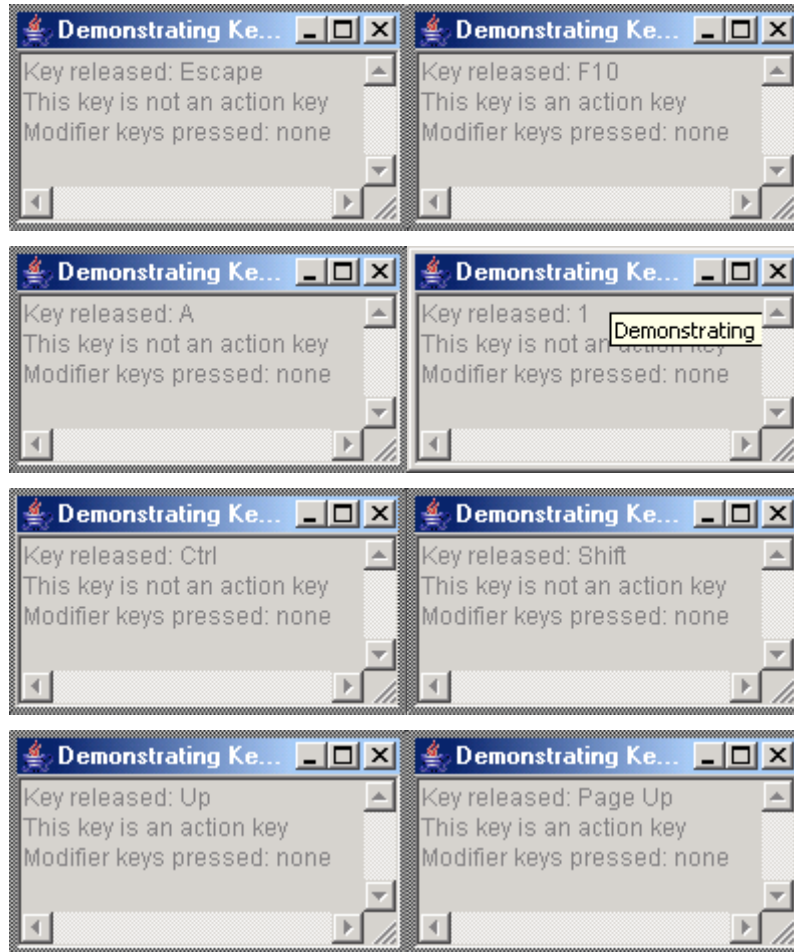 Demonstrating Ke...
Key released: Escape
This key is not an action key
Modifier keys pressed: none
Demonstrating Ke...
Key released: F10
This key is an action key
Modifier keys pressed: none
Demonstrating Ke...
Key released: A
This key is not an action key
Modifier keys pressed: none
Demonstrating Ke...
Key released: 1
Demonstrating
This key is not an action key
Modifier keys pressed: none
Demonstrating Ke...
Key released: Ctrl
This key is not an action key
Modifier keys pressed: none
Demonstrating Ke...
Key released: Shift
This key is not an action key
Modifier keys pressed: none
Demonstrating Ke...
Key released: Up
This key is an action key
Modifier keys pressed: none
Demonstrating Ke...
Key released: Page Up
This key is an action key
Modifier keys pressed: none